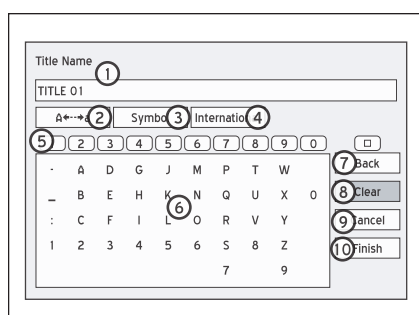 Title Name
1
TITLE 01
A ⇠⇢ a 2 Symbo 3 Internatio 4
5 2 3 4 5 6 7 8 9 0
- A D G J M P T W
_ B E H K N Q U X 0
: C F I L O R V Y
1 2 3 4 5 6 S 8 Z
7 9
6
7 Back
8 Clear
9 Cancel
10 Finish